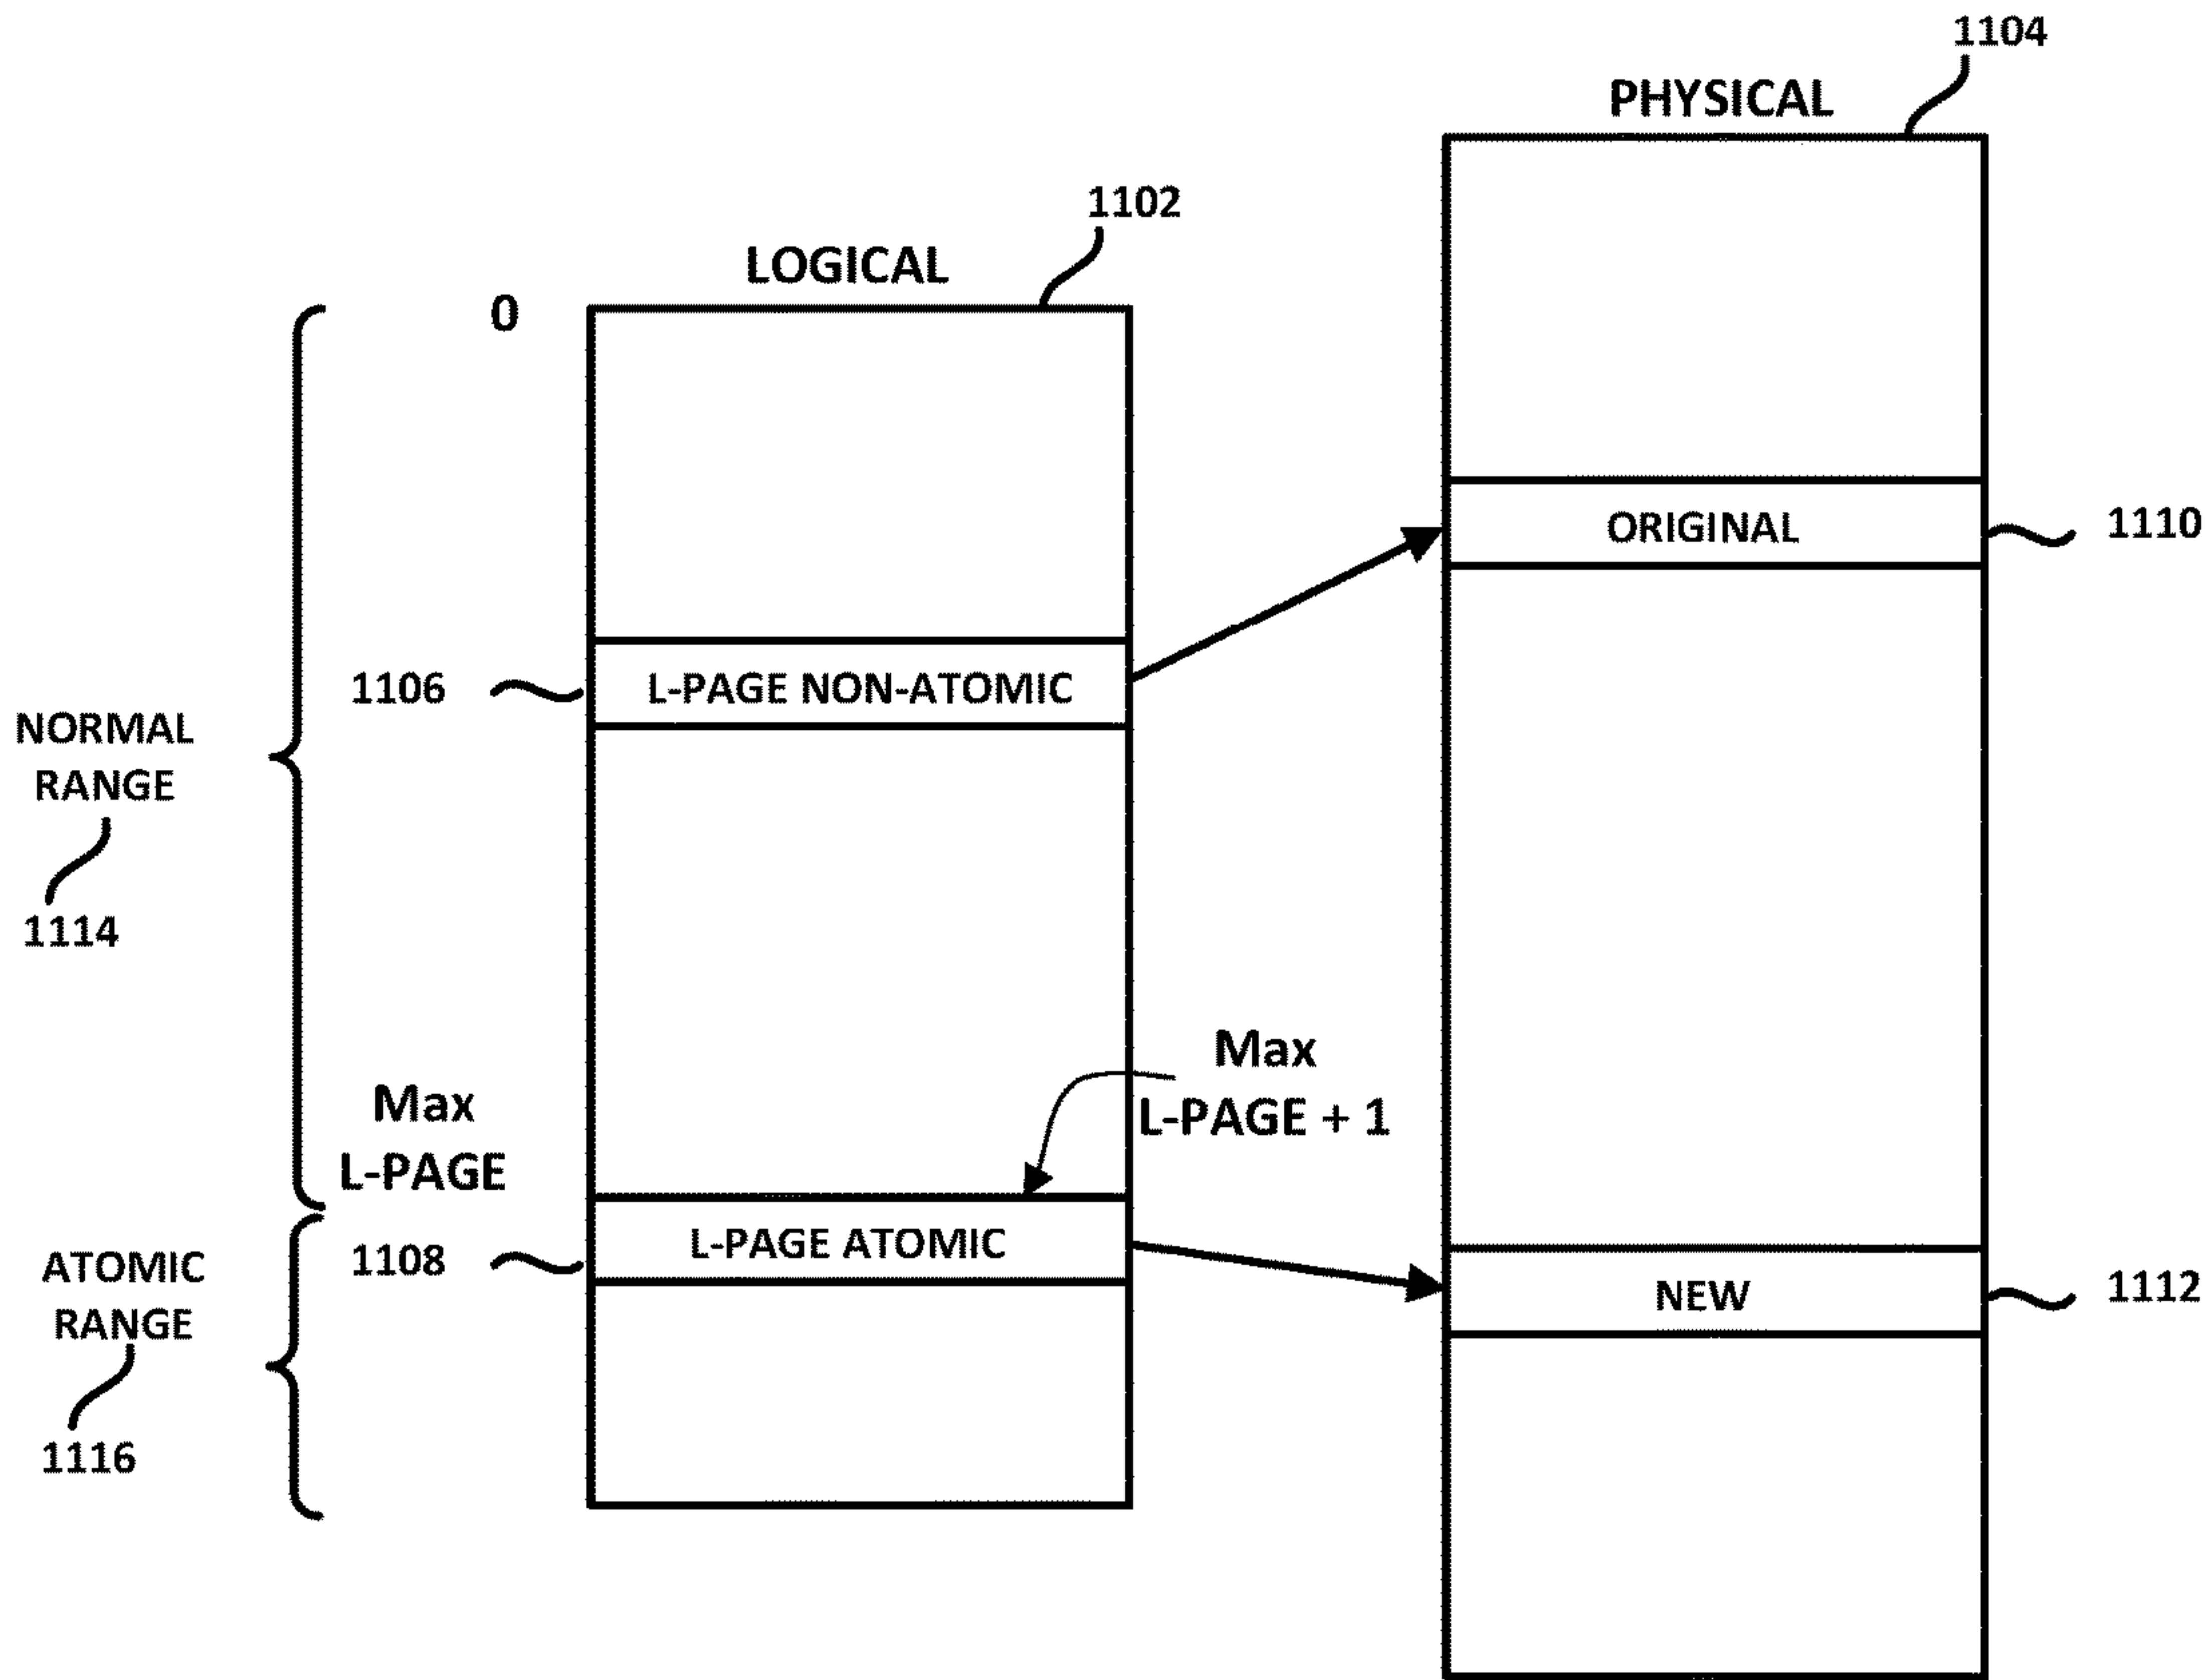 1104
PHYSICAL
1102
LOGICAL
0
ORIGINAL
1110
1106
L-PAGE NON-ATOMIC
NORMAL
RANGE
1114
Max
L-PAGE + 1
Max
L-PAGE
L-PAGE ATOMIC
1108
ATOMIC
RANGE
NEW
1112
1116